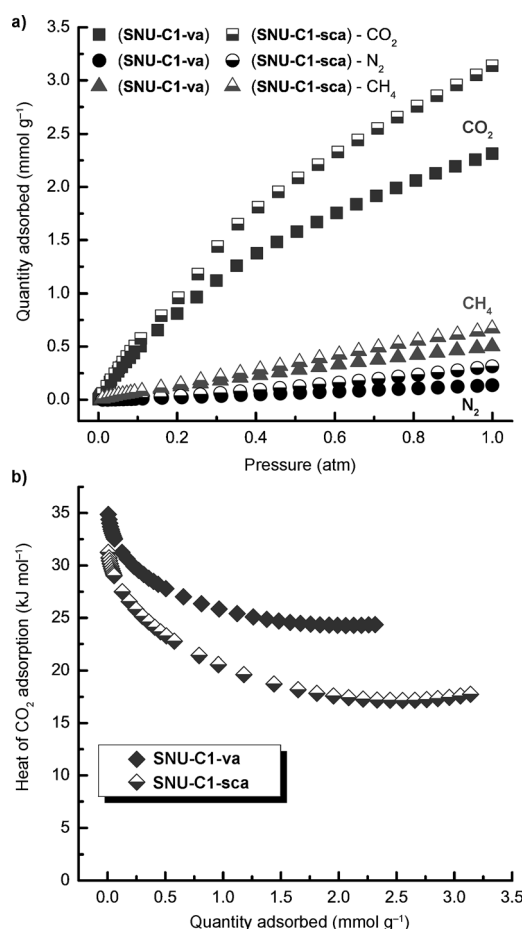 a)
(SNU-C1-va) (SNU-C1-sca) - CO₂
(SNU-C1-va) (SNU-C1-sca) - N₂
(SNU-C1-va) (SNU-C1-sca) - CH₄
3.5
3.0
2.5
2.0
1.5
1.0
0.5
0.0
Quantity adsorbed (mmol g⁻¹)
CO₂
CH₄
N₂
0.0 0.2 0.4 0.6 0.8 1.0
Pressure (atm)
b)
35
30
25
20
15
10
5
0
Heat of CO₂ adsorption (kJ mol⁻¹)
SNU-C1-va
SNU-C1-sca
0.0 0.5 1.0 1.5 2.0 2.5 3.0 3.5
Quantity adsorbed (mmol g⁻¹)